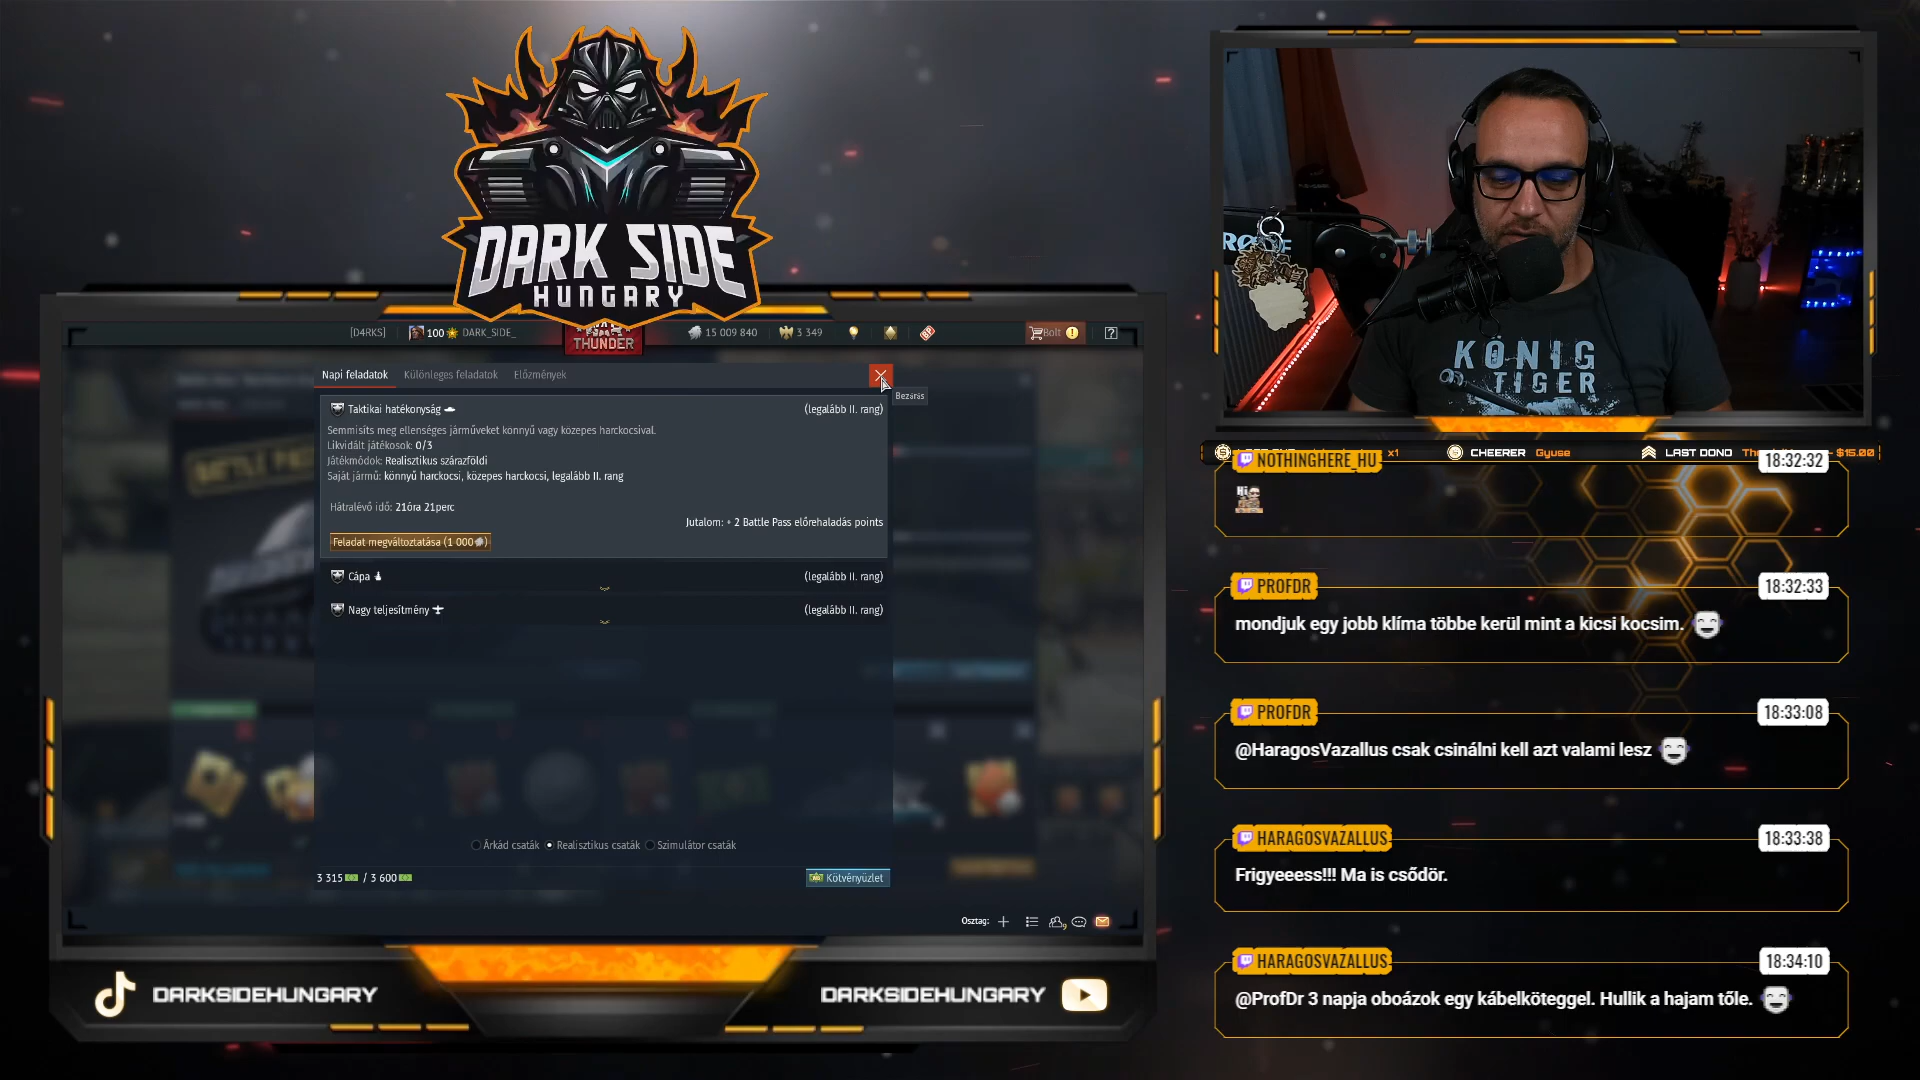 DARK SIDE
HUNGARY
[D4RKS]
100
DARK_SIDE_
THUNDER
15 009 840
3 349
Bolt
Napi feladatok
Különleges feladatok
Előzmények
Bezárás
Taktikai hatékonyság
(legalább II. rang)
Semmisíts meg ellenséges járműveket könnyű vagy közepes harckocsival.
Likvidált játékosok: 0/3
Játékmódok: Realisztikus szárazföldi
Saját jármű: könnyű harckocsi, közepes harckocsi, legalább II. rang
Hátralévő idő: 21óra 21perc
Jutalom: + 2 Battle Pass előrehaladás points
Feladat megváltoztatása (1 000)
Cápa
(legalább II. rang)
Nagy teljesítmény
(legalább II. rang)
Árkád csaták
Realisztikus csaták
Szimulátor csaták
3 315 / 3 600
Kötvényüzlet
Osztag:
DARKSIDEHUNGARY
DARKSIDEHUNGARY
KÖNIG
TIGER
x1
CHEERER Gyuse
LAST DONO
- $15.00
NOTHINGHERE_HU
18:32:32
Hi
PROFDR
18:32:33
mondjuk egy jobb klíma többe kerül mint a kicsi kocsim.
PROFDR
18:33:08
@HaragosVazallus csak csinálni kell azt valami lesz
HARAGOSVAZALLUS
18:33:38
Frigyeeess!!! Ma is csődör.
HARAGOSVAZALLUS
18:34:10
@ProfDr 3 napja oboázok egy kábelköteggel. Hullik a hajam tőle.